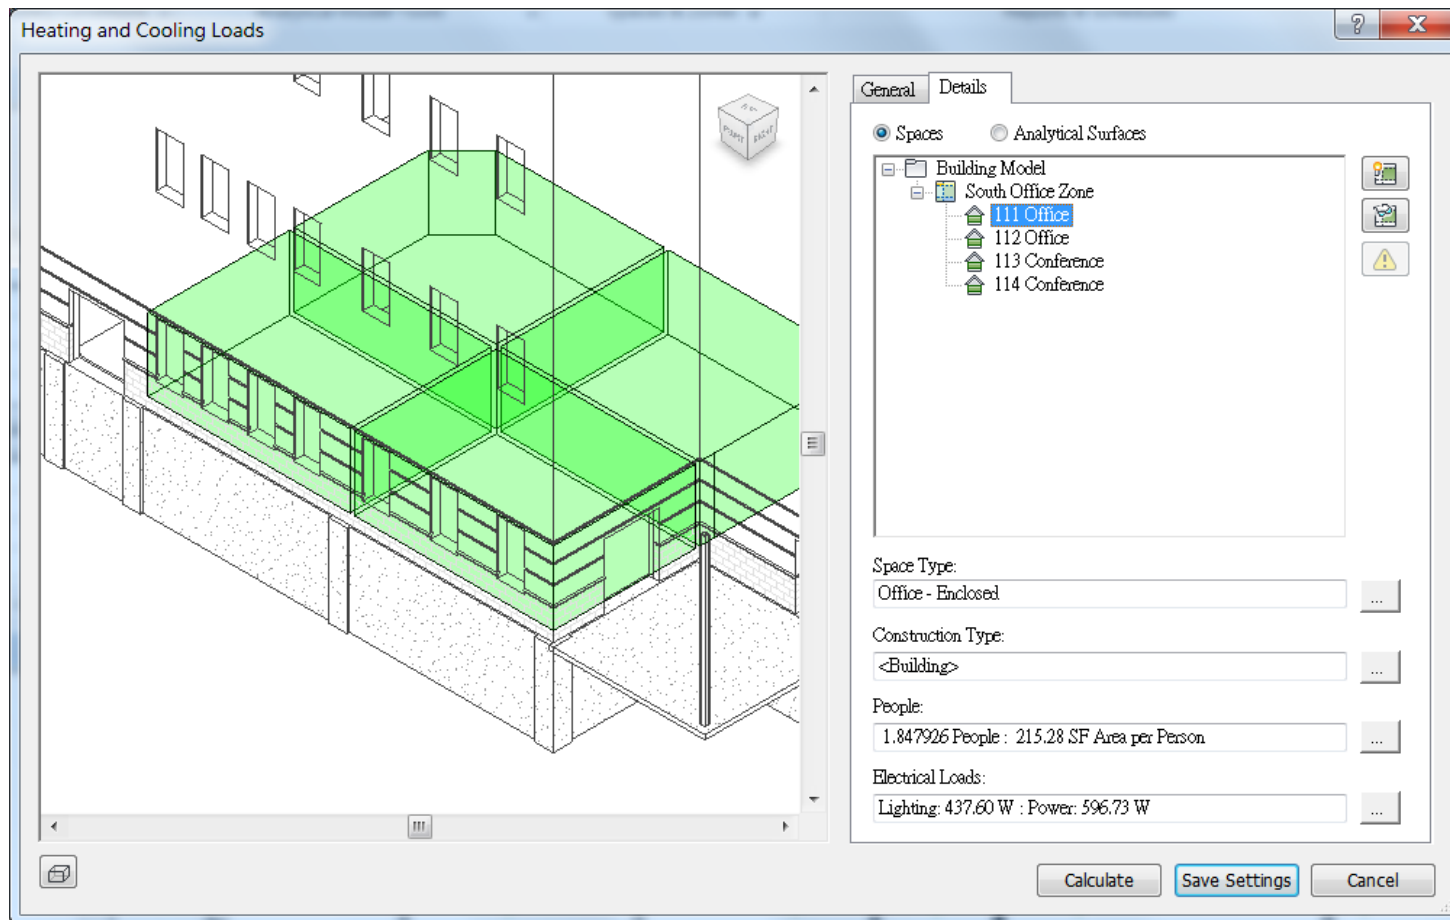 Heating and Cooling Loads
General
Details
Spaces
Analytical Surfaces
Building Model
South Office Zone
111 Office
112 Office
113 Conference
114 Conference
Space Type:
Office - Enclosed
...
Construction Type:
<Building>
...
People:
1.847926 People : 215.28 SF Area per Person
...
Electrical Loads:
Lighting: 437.60 W : Power: 596.73 W
...
Calculate
Save Settings
Cancel